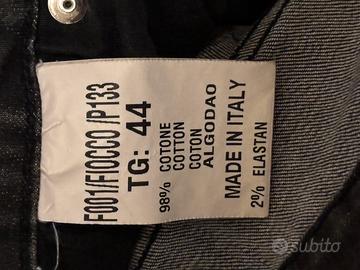 F001/FIOCCO/P133
TG: 44
98% COTONE
COTTON
COTON
ALGODAO
MADE IN ITALY
2% ELASTAN
subito